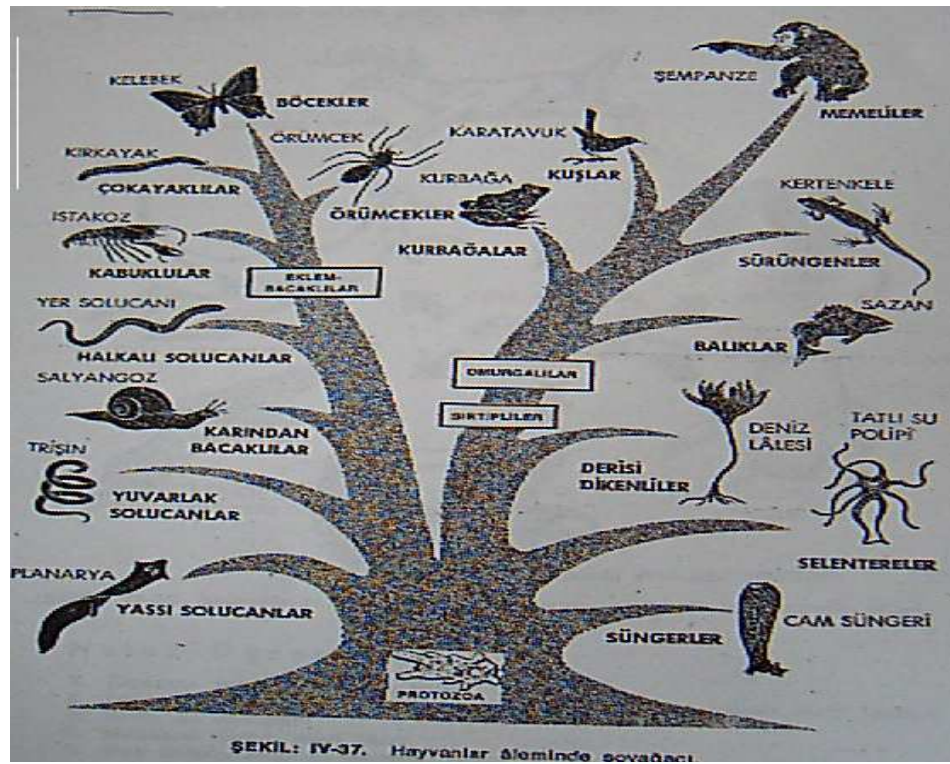 KELEBEK
BÖCEKLER
ŞEMPANZE
MEMELİLER
ÖRÜMCEK
KARATAVUK
KIRKAYAK
ÇOKAYAKLILAR
KURBAĞA
KUŞLAR
KERTENKELE
ÖRÜMCEKLER
ISTAKOZ
KURBAĞALAR
KABUKLULAR
SÜRÜNGENLER
EKLEM-
BACAKLILAR
YER SOLUCANI
SAZAN
HALKALI SOLUCANLAR
BALIKLAR
OMURGALILAR
SALYANGOZ
SIRTİPLİLER
KARINDAN
BACAKLILAR
DENİZ
LÂLESİ
TATLI SU
POLİPİ
TRİŞİN
DERİSİ
DİKENLİLER
YUVARLAK
SOLUCANLAR
SELENTERELER
PLANARYA
YASSI SOLUCANLAR
SÜNGERLER
CAM SÜNGERİ
PROTOZOA
ŞEKİL: IV-37. Hayvanlar âleminde soyağacı.